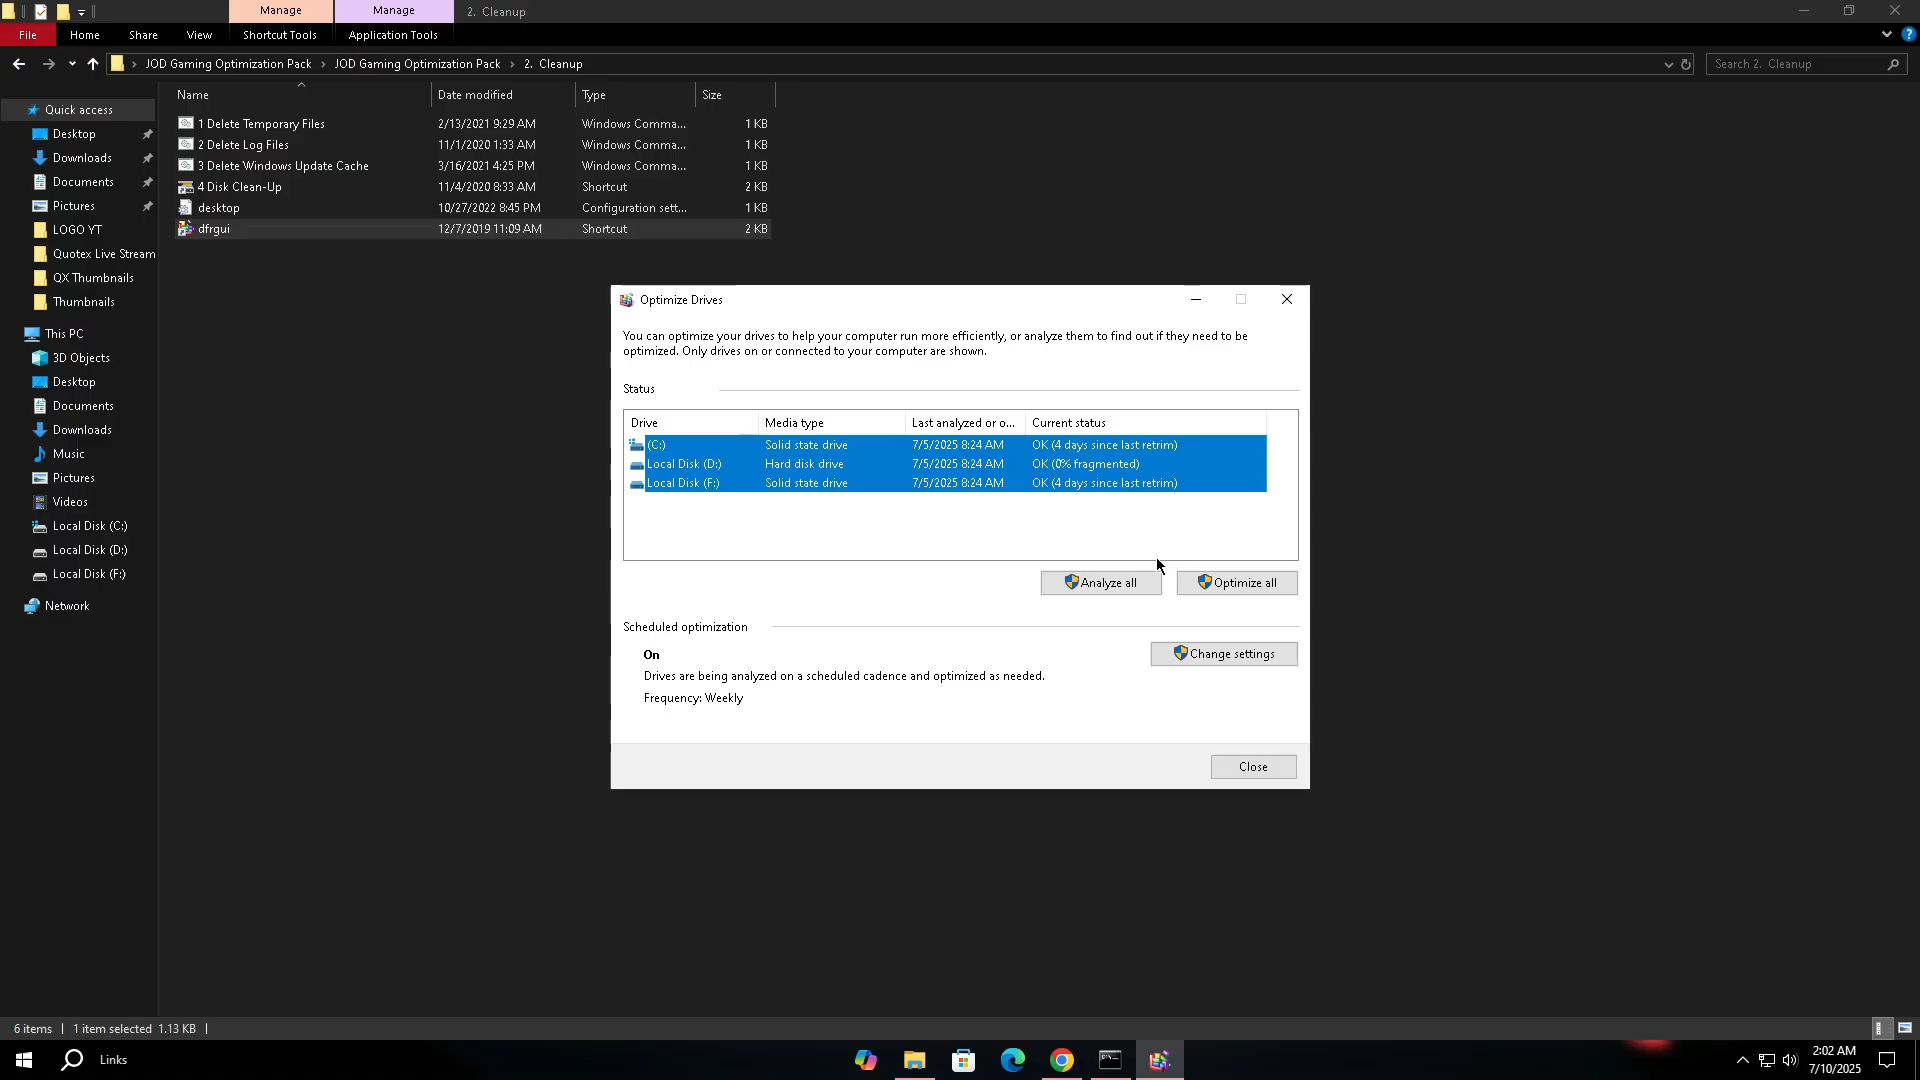 Manage
Manage
2. Cleanup
File
Home
Share
View
Shortcut Tools
Application Tools
JOD Gaming Optimization Pack
JOD Gaming Optimization Pack
2. Cleanup
Search 2. Cleanup
Name
Date modified
Type
Size
1 Delete Temporary Files 2/13/2021 9:29 AM Windows Comma... 1 KB
2 Delete Log Files 11/1/2020 1:33 AM Windows Comma... 1 KB
3 Delete Windows Update Cache 3/16/2021 4:25 PM Windows Comma... 1 KB
4 Disk Clean-Up 11/4/2020 8:33 AM Shortcut 2 KB
desktop 10/27/2022 8:45 PM Configuration sett... 1 KB
dfrgui 12/7/2019 11:09 AM Shortcut 2 KB
Quick access
Desktop
Downloads
Documents
Pictures
LOGO YT
Quotex Live Stream
QX Thumbnails
Thumbnails
This PC
3D Objects
Desktop
Documents
Downloads
Music
Pictures
Videos
Local Disk (C:)
Local Disk (D:)
Local Disk (F:)
Network
Optimize Drives
You can optimize your drives to help your computer run more efficiently, or analyze them to find out if they need to be
optimized. Only drives on or connected to your computer are shown.
Status
Drive Media type Last analyzed or o... Current status
(C:) Solid state drive 7/5/2025 8:24 AM OK (4 days since last retrim)
Local Disk (D:) Hard disk drive 7/5/2025 8:24 AM OK (0% fragmented)
Local Disk (F:) Solid state drive 7/5/2025 8:24 AM OK (4 days since last retrim)
Analyze all
Optimize all
Scheduled optimization
On
Change settings
Drives are being analyzed on a scheduled cadence and optimized as needed.
Frequency: Weekly
Close
6 items
1 item selected 1.13 KB
Links
2:02 AM
7/10/2025